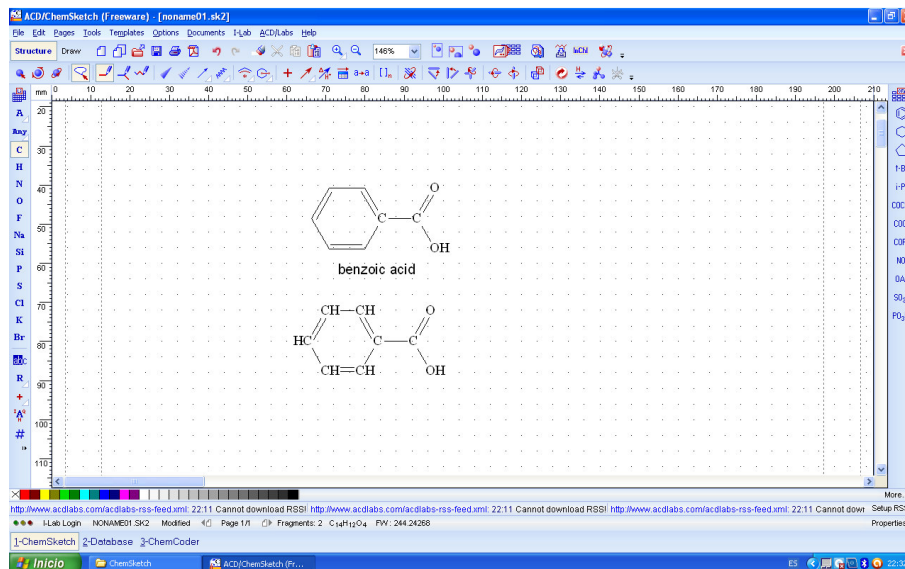 ACD/ChemSketch (Freeware) - [noname01.sk2]
File Edit Pages Tools Templates Options Documents I-Lab ACD/Labs Help
Structure Draw 146% InChI
mm 0 10 20 30 40 50 60 70 80 90 100 110 120 130 140 150 160 170 180 190 200 210
20
A
Any
C
30
H
N
40
O
F
50
Na
Si
60
P
S
70
Cl
K
80
Br
90
R
100
#
110
O
C C
OH
benzoic acid
CH CH O
HC C C
CH CH OH
t-B
i-P
COC
COO
NO
OA
More.
http://www.acdlabs.com/acdlabs-rss-feed.xml: 22:11 Cannot download RSS! http://www.acdlabs.com/acdlabs-rss-feed.xml: 22:11 Cannot download RSS! http://www.acdlabs.com/acdlabs-rss-feed.xml: 22:11 Cannot down Setup RS
I-Lab Login NONAME01.SK2 Modified Page 1/1 Fragments: 2 C14H12O4 FW: 244.24268 Properties
1-ChemSketch 2-Database 3-ChemCoder
Inicio ChemSketch ACD/ChemSketch (Fr... ES 22:32